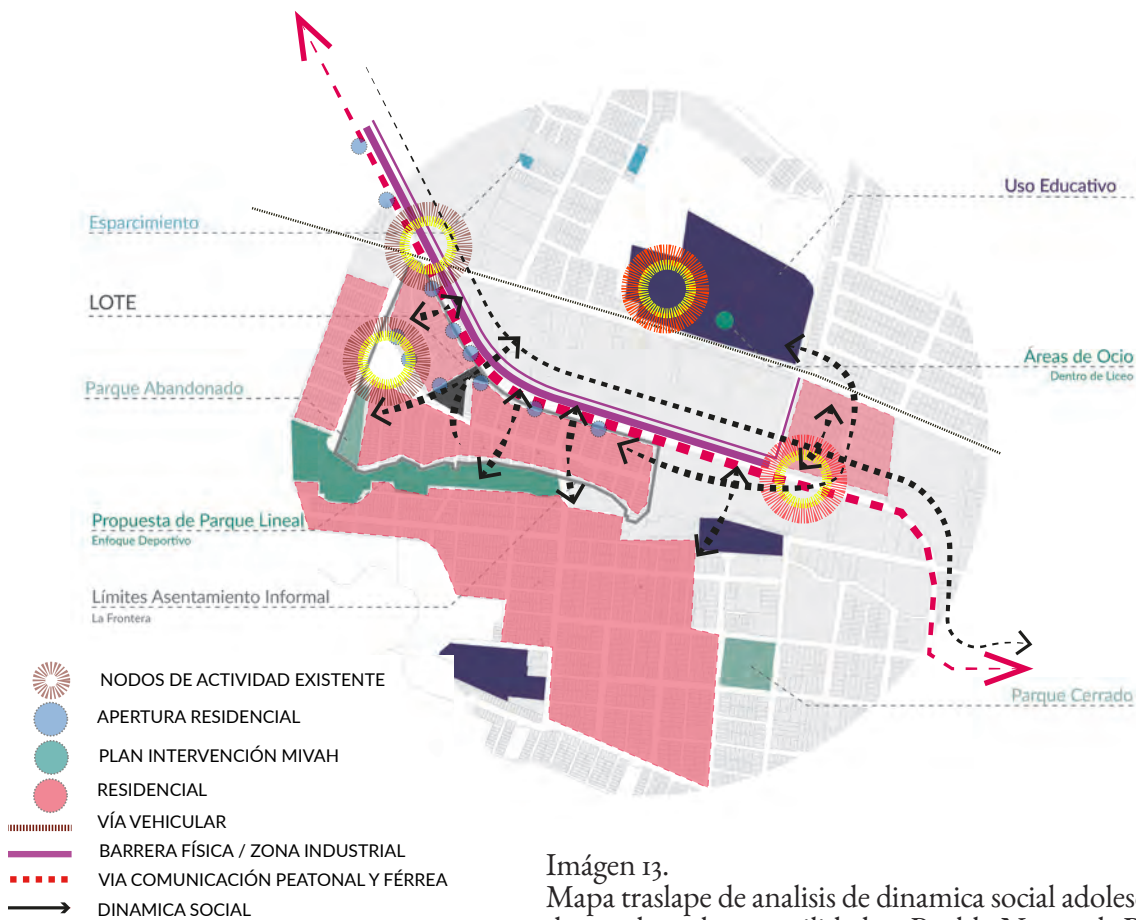 Esparcimiento
Uso Educativo
LOTE
Áreas de Ocio
Dentro de Liceo
Parque Abandonado
Propuesta de Parque Lineal
Enfoque Deportivo
Límites Asentamiento Informal
La Frontera
Parque Cerrado
NODOS DE ACTIVIDAD EXISTENTE
APERTURA RESIDENCIAL
PLAN INTERVENCIÓN MIVAH
RESIDENCIAL
VÍA VEHICULAR
BARRERA FÍSICA / ZONA INDUSTRIAL
VIA COMUNICACIÓN PEATONAL Y FÉRREA
DINAMICA SOCIAL
Imágen 13.
Mapa traslape de analisis de dinamica social adoles